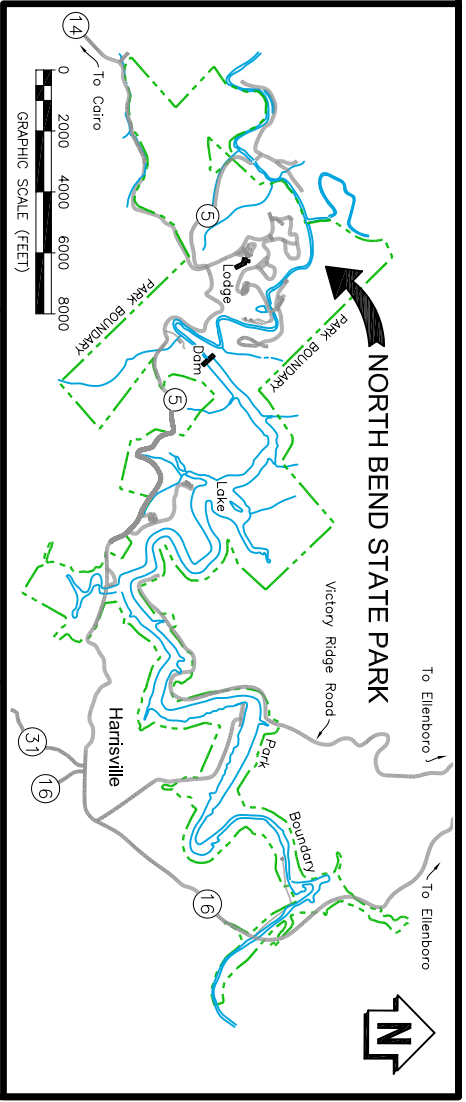 NORTH BEND STATE PARK
To Ellenboro
To Ellenboro
Victory Ridge Road
PARK BOUNDARY
PARK BOUNDARY
Park
Boundary
Lodge
Dam
Lake
5
5
Harrisville
16
16
31
14
To Cairo
0 2000 4000 6000 8000
GRAPHIC SCALE (FEET)
N